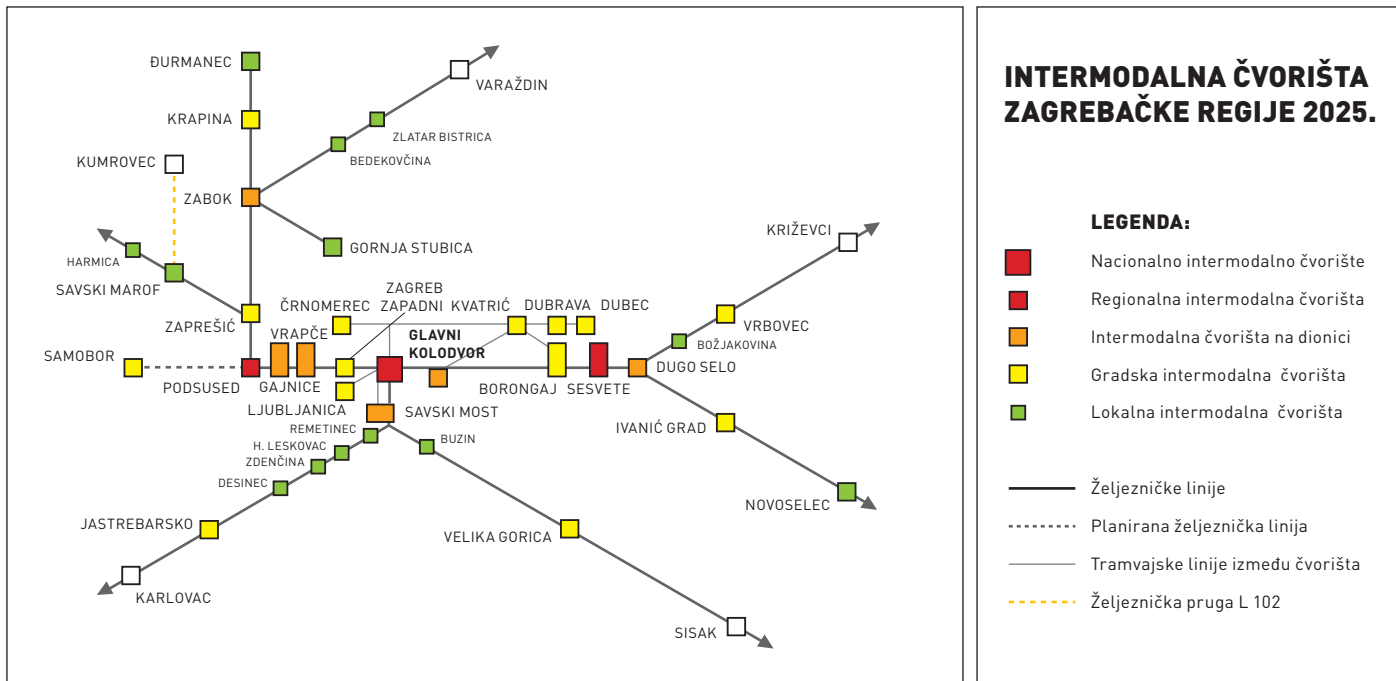 ĐURMANEC
KRAPINA
KUMROVEC
ZABOK
VARAŽDIN
ZLATAR BISTRICA
BEDEKOVČINA
GORNJA STUBICA
HARMICA
SAVSKI MAROF
ZAPREŠIĆ
SAMOBOR
PODSUSED
GAJNICE
VRAPČE
ČRNOMEREC
ZAGREB
ZAPADNI
LJUBLJANICA
GLAVNI
KOLODVOR
KVATRIĆ
DUBRAVA
DUBEC
BORONGAJ
SESVETE
DUGO SELO
BOŽJAKOVINA
VRBOVEC
KRIŽEVCI
IVANIĆ GRAD
NOVOSELEC
SAVSKI MOST
REMETINEC
H. LESKOVAC
ZDENČINA
DESINEC
JASTREBARSKO
KARLOVAC
BUZIN
VELIKA GORICA
SISAK
INTERMODALNA ČVORIŠTA
ZAGREBAČKE REGIJE 2025.
LEGENDA:
Nacionalno intermodalno čvorište
Regionalna intermodalna čvorišta
Intermodalna čvorišta na dionici
Gradska intermodalna čvorišta
Lokalna intermodalna čvorišta
Željezničke linije
Planirana željeznička linija
Tramvajske linije između čvorišta
Željeznička pruga L 102